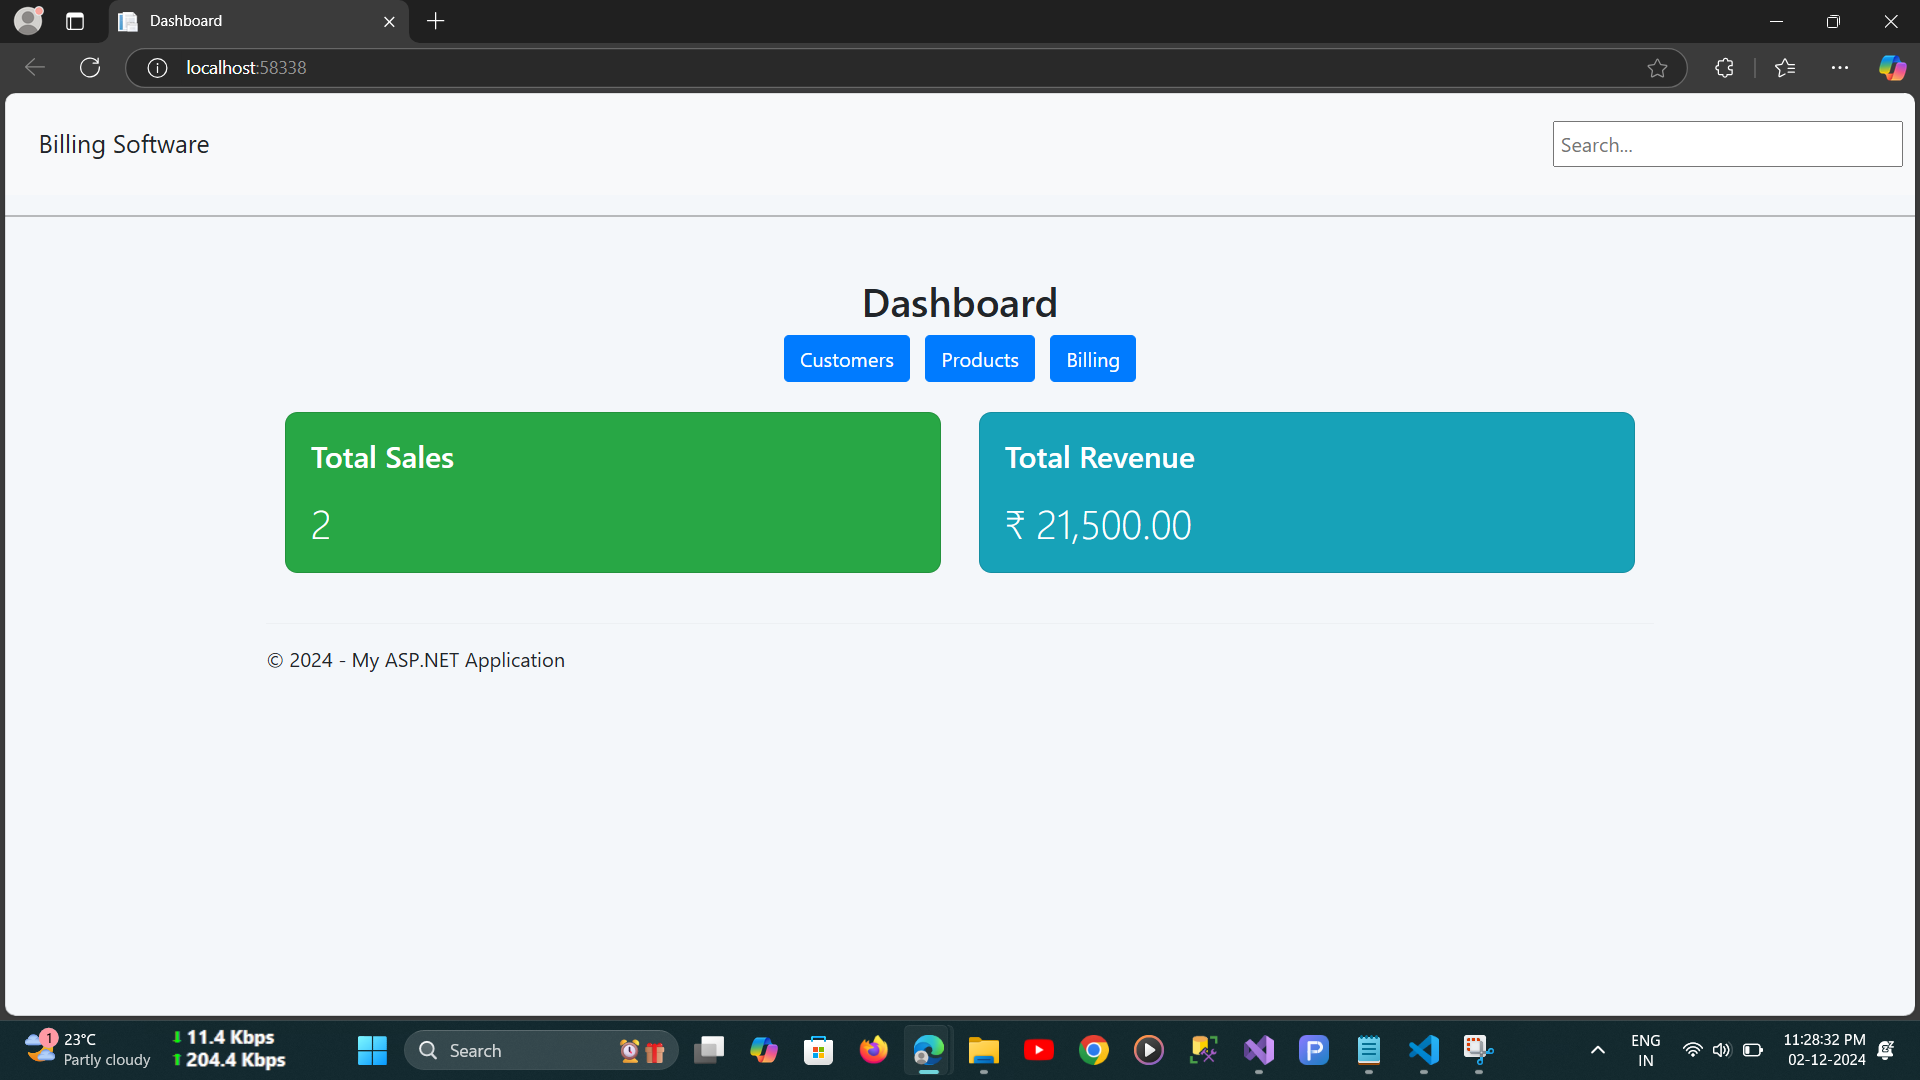 Dashboard
localhost:58338
Billing Software
Search...
Dashboard
Customers Products Billing
Total Sales
2
Total Revenue
₹ 21,500.00
© 2024 - My ASP.NET Application
1
23°C
Partly cloudy
11.4 Kbps
204.4 Kbps
Search
ENG
IN
11:28:32 PM
02-12-2024